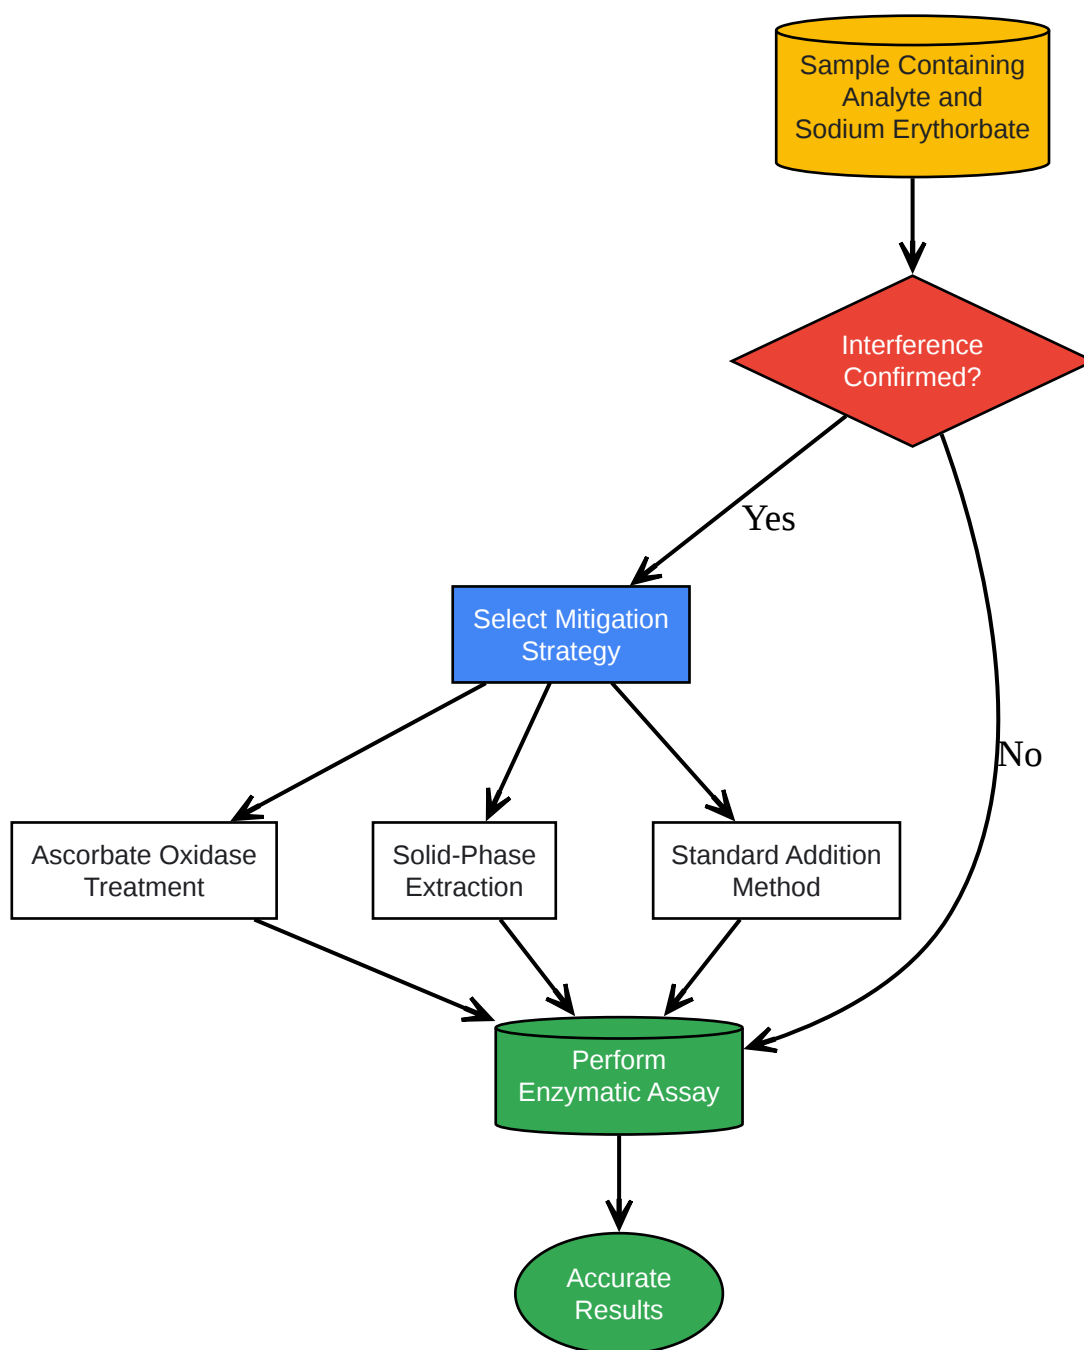 Sample Containing
Analyte and
Sodium Erythorbate
Interference
Confirmed?
Yes
Select Mitigation
Strategy
No
Ascorbate Oxidase
Treatment
Solid-Phase
Extraction
Standard Addition
Method
Perform
Enzymatic Assay
Accurate
Results